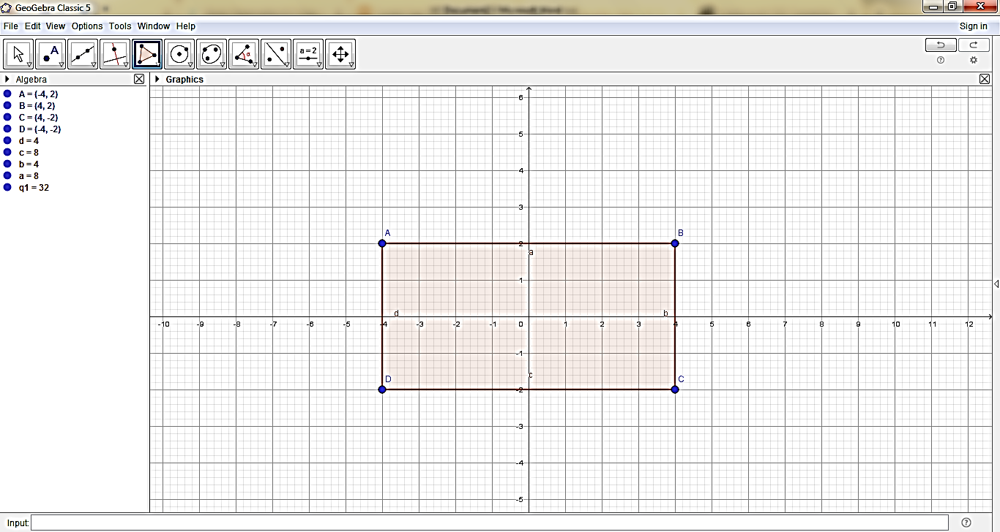 GeoGebra Classic 5
File Edit View Options Tools Window Help Sign in
A α a=2
Algebra Graphics
A = (-4, 2)
B = (4, 2)
C = (4, -2)
D = (-4, -2)
d = 4
c = 8
b = 4
a = 8
q1 = 32
6
5
4
3
A B
2
a
1
d b
-10 -9 -8 -7 -6 -5 -4 -3 -2 -1 0 1 2 3 4 5 6 7 8 9 10 11 12
-1
c
D C
-2
-3
-4
-5
Input: